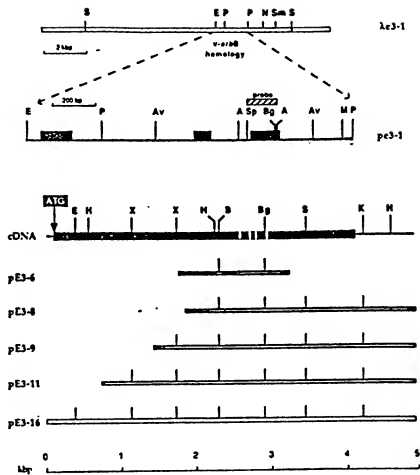 S E P P H Sm S
λe3-1
2 kbp
v-erbB
homology
probe
200 bp
E P Av A Sp Bg A Av M P
pe3-1
ATG
E H X X H B Bg S K H
cDNA
pE3-6
pE3-8
pE3-9
pE3-11
pE3-16
0 1 2 3 4 5
kbp